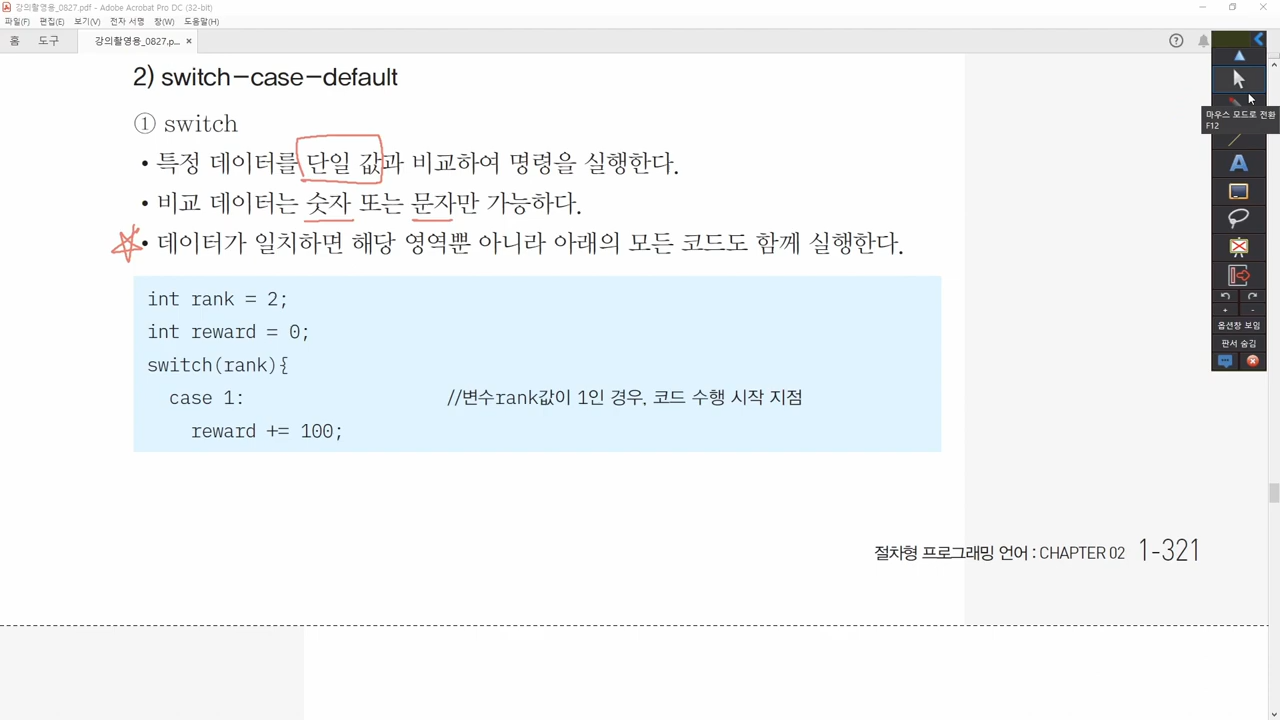 강의촬영용_0827.pdf - Adobe Acrobat Pro DC (32-bit)
파일(F) 편집(E) 보기(V) 전자 서명 창(W) 도움말(H)
홈 도구 강의촬영용_0827.p... ×
마우스 모드로 전환
F12
A
옵션창 보임
판서 숨김
2) switch-case-default
① switch
• 특정 데이터를 단일 값과 비교하여 명령을 실행한다.
• 비교 데이터는 숫자 또는 문자만 가능하다.
• 데이터가 일치하면 해당 영역뿐 아니라 아래의 모든 코드도 함께 실행한다.
int rank = 2;
int reward = 0;
switch(rank){
case 1: //변수rank값이 1인 경우, 코드 수행 시작 지점
reward += 100;
절차형 프로그래밍 언어 : CHAPTER 02 1-321